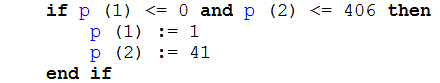 if p (1) <= 0 and p (2) <= 406 then
p (1) := 1
p (2) := 41
end if